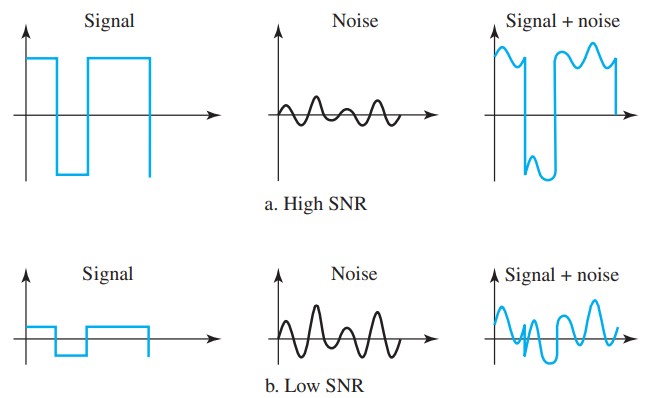 Signal
Noise
Signal + noise
a. High SNR
Signal
Noise
Signal + noise
b. Low SNR